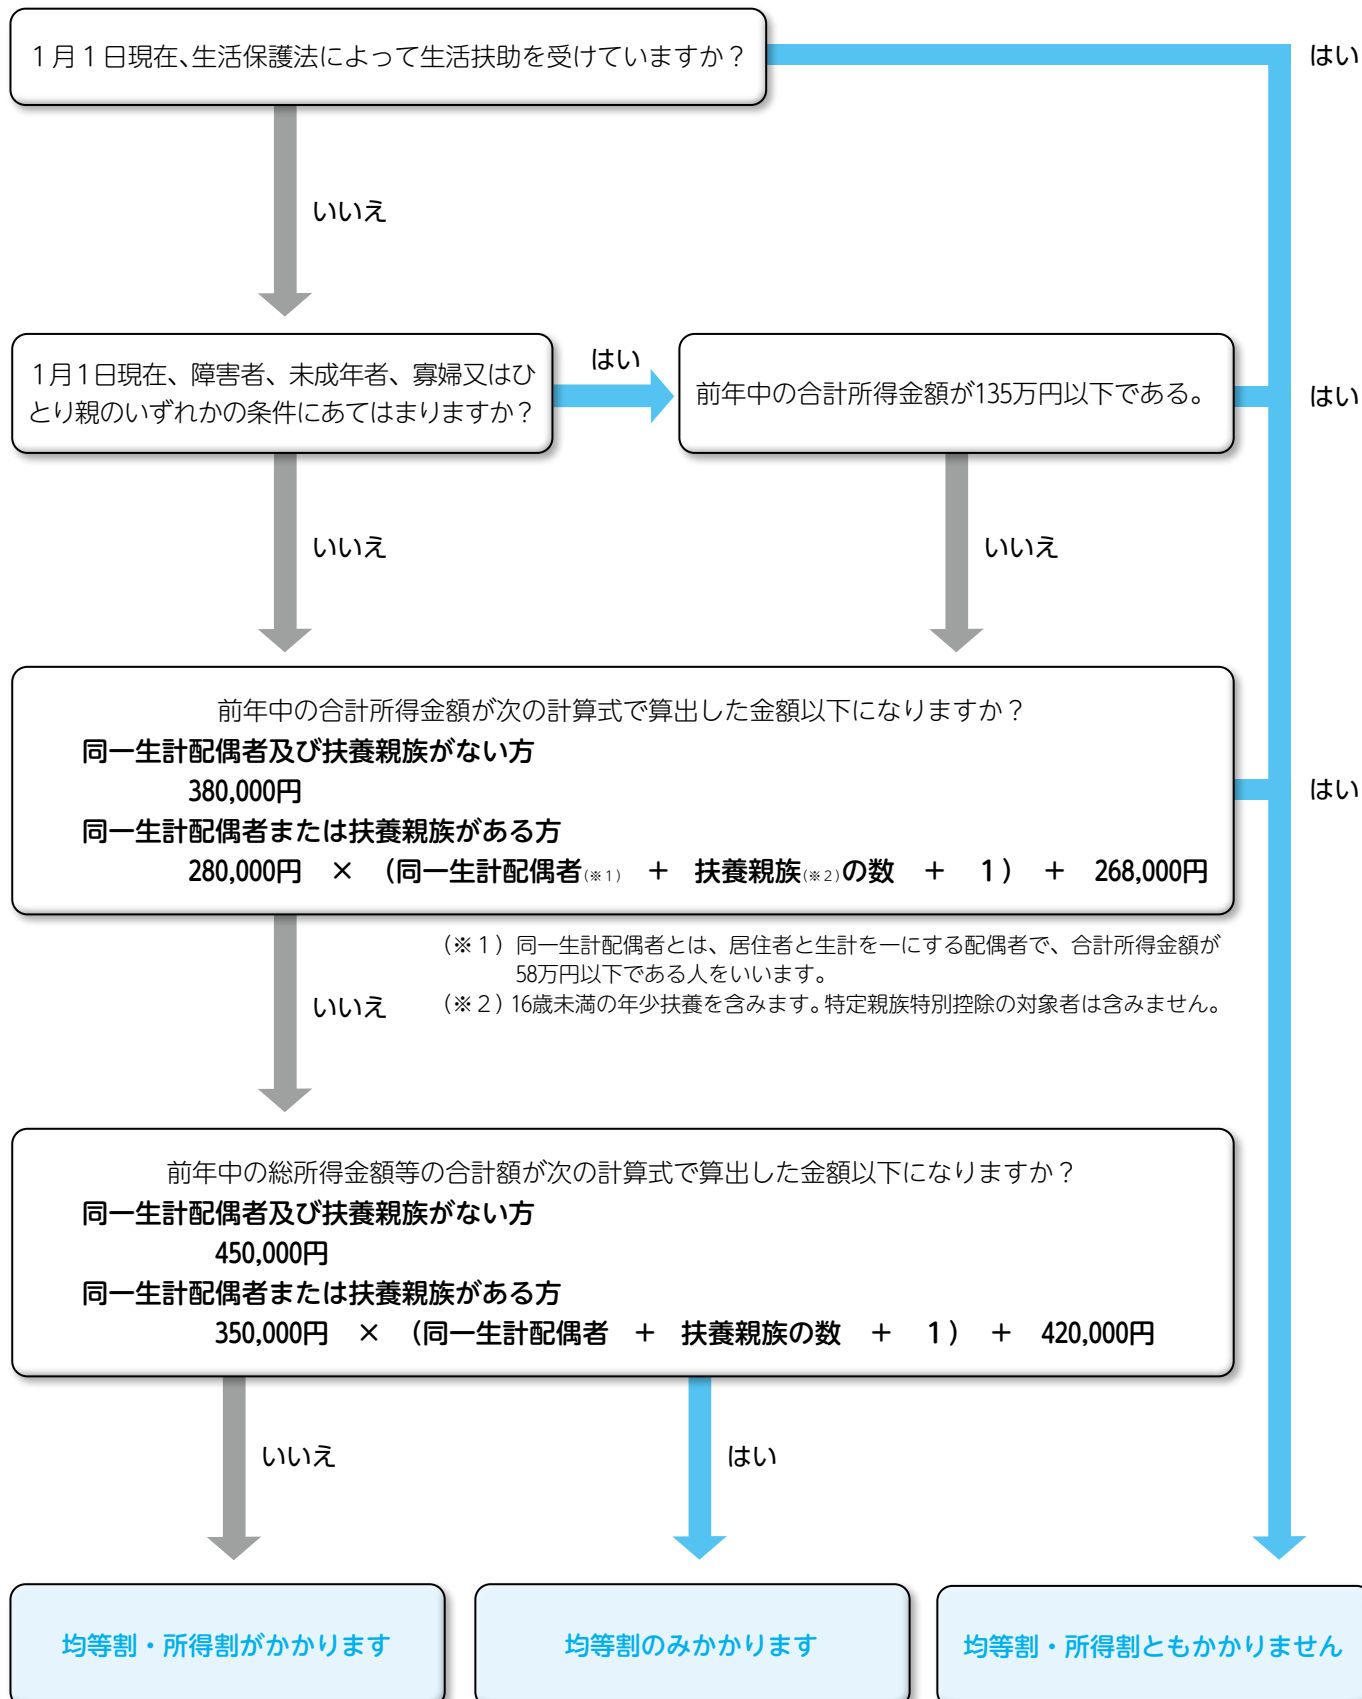 １月１日現在、生活保護法によって生活扶助を受けていますか？
はい
いいえ
１月１日現在、障害者、未成年者、寡婦又はひ
とり親のいずれかの条件にあてはまりますか？
はい
前年中の合計所得金額が135万円以下である。
はい
いいえ
いいえ
前年中の合計所得金額が次の計算式で算出した金額以下になりますか？
同一生計配偶者及び扶養親族がない方
380,000円
同一生計配偶者または扶養親族がある方
280,000円　×　（同一生計配偶者（※１）　＋　扶養親族（※２）の数　＋　１）　＋　268,000円
はい
（※１）同一生計配偶者とは、居住者と生計を一にする配偶者で、合計所得金額が
58万円以下である人をいいます。
（※２）16歳未満の年少扶養を含みます。特定親族特別控除の対象者は含みません。
いいえ
前年中の総所得金額等の合計額が次の計算式で算出した金額以下になりますか？
同一生計配偶者及び扶養親族がない方
450,000円
同一生計配偶者または扶養親族がある方
350,000円　×　（同一生計配偶者　＋　扶養親族の数　＋　１）　＋　420,000円
いいえ
はい
均等割・所得割がかかります
均等割のみかかります
均等割・所得割ともかかりません